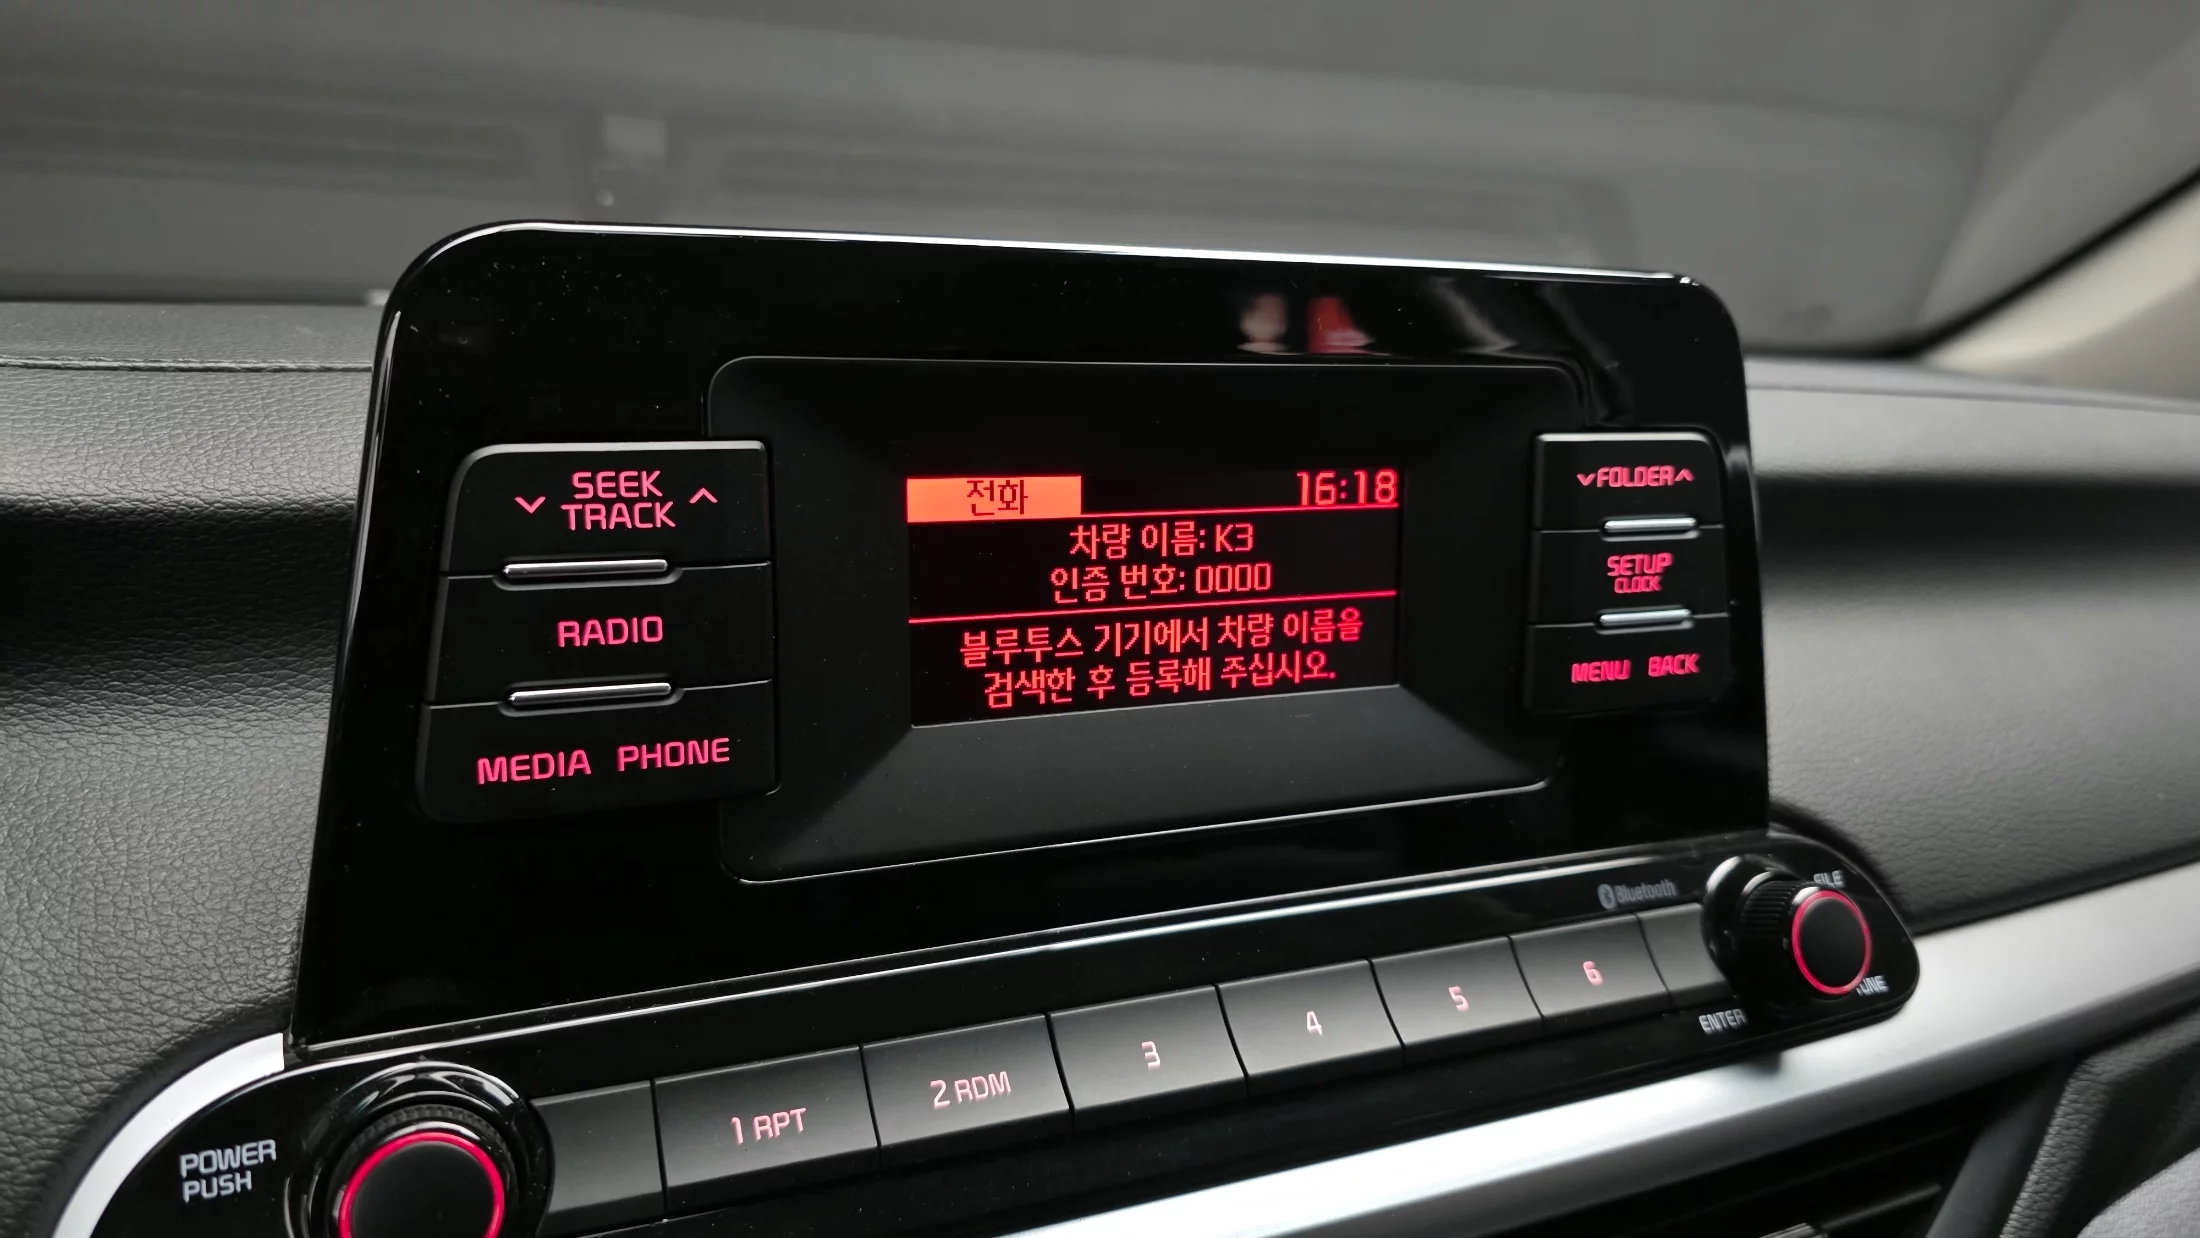 전화 16:18
차량 이름: K3
인증 번호: 0000
블루투스 기기에서 차량 이름을
검색한 후 등록해 주십시오.
SEEK
TRACK
RADIO
MEDIA PHONE
FOLDER
SETUP
CLOCK
MENU BACK
Bluetooth
FILE
TUNE
ENTER
1 RPT 2 RDM 3 4 5 6
POWER
PUSH